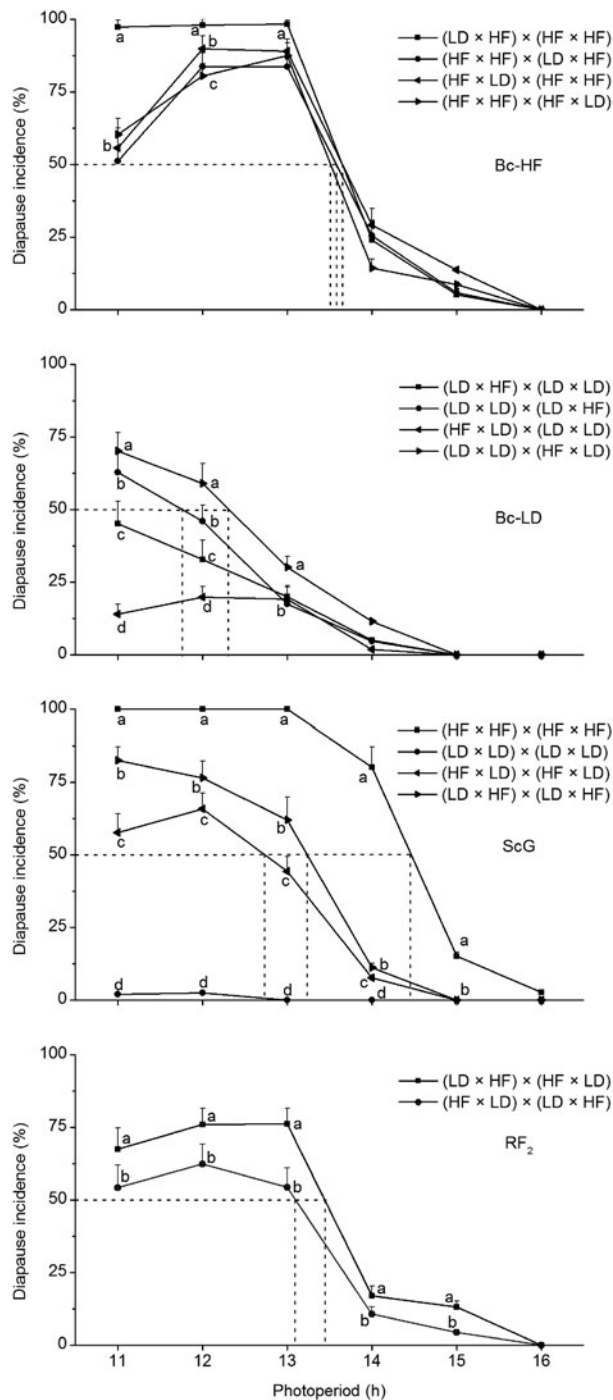 100
75
50
25
0
Diapause incidence (%)
(LD × HF) × (HF × HF)
(HF × HF) × (LD × HF)
(HF × LD) × (HF × HF)
(HF × HF) × (HF × LD)
Bc-HF
a a a
b
c
b
100
75
50
25
0
Diapause incidence (%)
(LD × HF) × (LD × LD)
(LD × LD) × (LD × HF)
(HF × LD) × (LD × LD)
(LD × LD) × (HF × LD)
Bc-LD
a a a
b b
c c
d d b
100
75
50
25
0
Diapause incidence (%)
(HF × HF) × (HF × HF)
(LD × LD) × (LD × LD)
(HF × LD) × (HF × LD)
(LD × HF) × (LD × HF)
ScG
a a a a a
b b b b b
c c c c
d d d d
100
75
50
25
0
Diapause incidence (%)
(LD × HF) × (HF × LD)
(HF × LD) × (LD × HF)
RF2
a a a a a
b b b b b
11 12 13 14 15 16
Photoperiod (h)